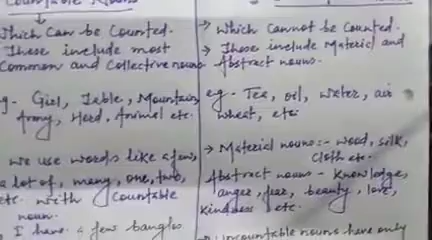 Countable Nouns
Which Can be Counted.
These include most
Common and Collective nouns
g- Girl, Table, Mountain,
Army, Herd, Animal etc.
we use words like a few,
a lot of, many, one, two,
etc. with Countable
noun.
I have a few bangles
→ Which Cannot be Counted.
→ These include Material and
Abstract nouns.
eg- Tea, oil, water, air
wheat, etc.
→ Material nouns:- wood, silk,
Cloth etc.
Abstract nouns - Knowledge,
anger, fear, beauty, love,
kindness etc.
→ uncountable nouns have only